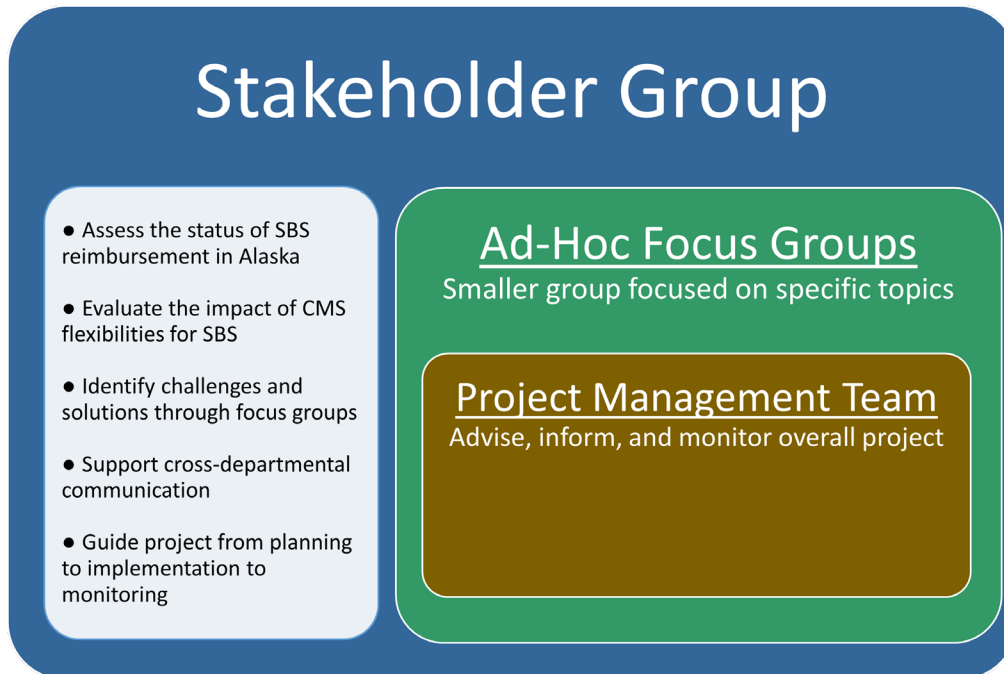 Stakeholder Group
● Assess the status of SBS
reimbursement in Alaska
● Evaluate the impact of CMS
flexibilities for SBS
● Identify challenges and
solutions through focus groups
● Support cross-departmental
communication
● Guide project from planning
to implementation to
monitoring
Ad-Hoc Focus Groups
Smaller group focused on specific topics
Project Management Team
Advise, inform, and monitor overall project